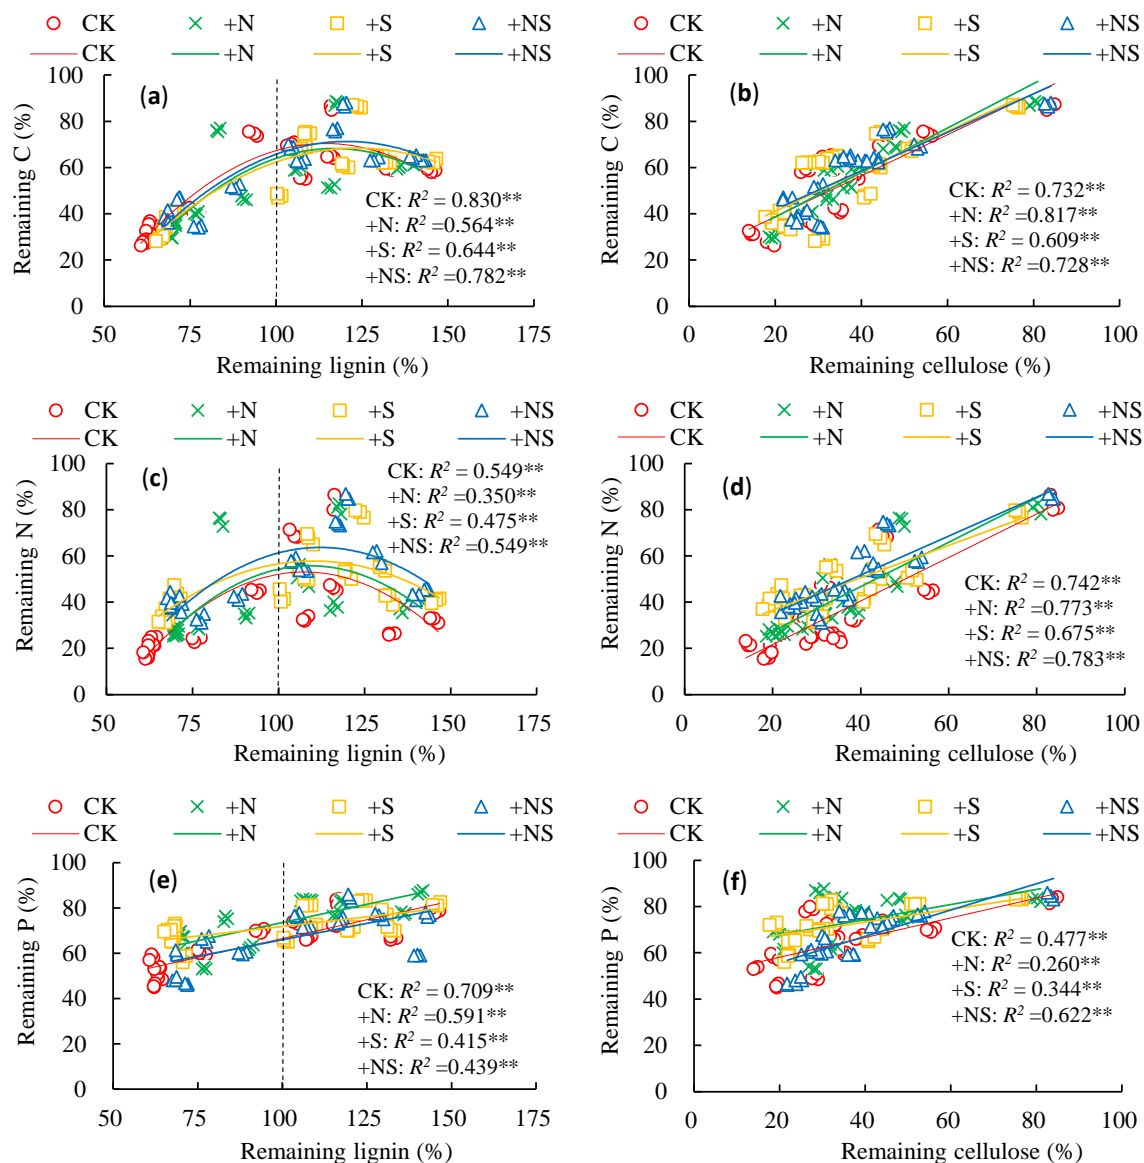 CK +N +S +NS
CK +N +S +NS
(a)
Remaining C (%)
100
80
60
40
20
0
CK: R² = 0.830**
+N: R² = 0.564**
+S: R² = 0.644**
+NS: R² =0.782**
50 75 100 125 150 175
Remaining lignin (%)
CK +N +S +NS
CK +N +S +NS
(b)
Remaining C (%)
100
80
60
40
20
0
CK: R² = 0.732**
+N: R² = 0.817**
+S: R² = 0.609**
+NS: R² =0.728**
0 20 40 60 80 100
Remaining cellulose (%)
CK +N +S +NS
CK +N +S +NS
(c)
Remaining N (%)
100
80
60
40
20
0
CK: R² = 0.549**
+N: R² = 0.350**
+S: R² = 0.475**
+NS: R² =0.549**
50 75 100 125 150 175
Remaining lignin (%)
CK +N +S +NS
CK +N +S +NS
(d)
Remaining N (%)
100
80
60
40
20
0
CK: R² = 0.742**
+N: R² = 0.773**
+S: R² = 0.675**
+NS: R² =0.783**
0 20 40 60 80 100
Remaining cellulose (%)
CK +N +S +NS
CK +N +S +NS
(e)
Remaining P (%)
100
80
60
40
20
0
CK: R² = 0.709**
+N: R² = 0.591**
+S: R² = 0.415**
+NS: R² =0.439**
50 75 100 125 150 175
Remaining lignin (%)
CK +N +S +NS
CK +N +S +NS
(f)
Remaining P (%)
100
80
60
40
20
0
CK: R² = 0.477**
+N: R² = 0.260**
+S: R² = 0.344**
+NS: R² =0.622**
0 20 40 60 80 100
Remaining cellulose (%)